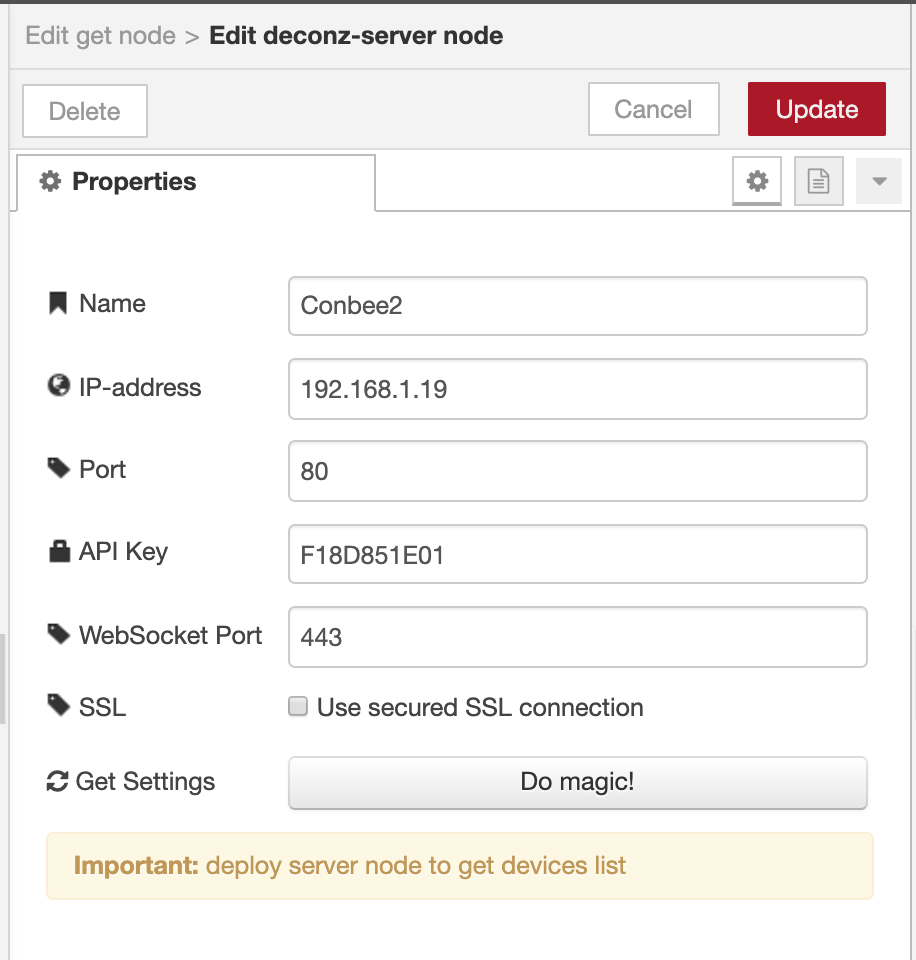 Edit get node > Edit deconz-server node
Delete Cancel Update
Properties
Name Conbee2
IP-address 192.168.1.19
Port 80
API Key F18D851E01
WebSocket Port 443
SSL Use secured SSL connection
Get Settings Do magic!
Important: deploy server node to get devices list